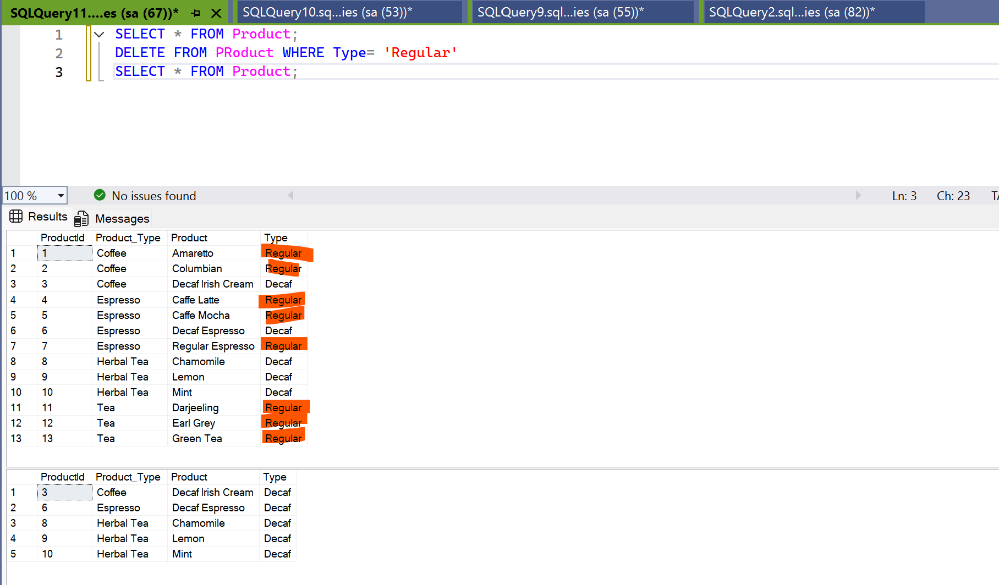 SQLQuery11....es (sa (67))* SQLQuery10.sq...ies (sa (53))* SQLQuery9.sql...ies (sa (55))* SQLQuery2.sql...ies (sa (82))*
1 SELECT * FROM Product;
2 DELETE FROM PRoduct WHERE Type= 'Regular'
3 SELECT * FROM Product;
100 % No issues found Ln: 3 Ch: 23 TA
Results Messages
ProductId Product_Type Product Type
1 1 Coffee Amaretto Regular
2 2 Coffee Columbian Regular
3 3 Coffee Decaf Irish Cream Decaf
4 4 Espresso Caffe Latte Regular
5 5 Espresso Caffe Mocha Regular
6 6 Espresso Decaf Espresso Decaf
7 7 Espresso Regular Espresso Regular
8 8 Herbal Tea Chamomile Decaf
9 9 Herbal Tea Lemon Decaf
10 10 Herbal Tea Mint Decaf
11 11 Tea Darjeeling Regular
12 12 Tea Earl Grey Regular
13 13 Tea Green Tea Regular
ProductId Product_Type Product Type
1 3 Coffee Decaf Irish Cream Decaf
2 6 Espresso Decaf Espresso Decaf
3 8 Herbal Tea Chamomile Decaf
4 9 Herbal Tea Lemon Decaf
5 10 Herbal Tea Mint Decaf